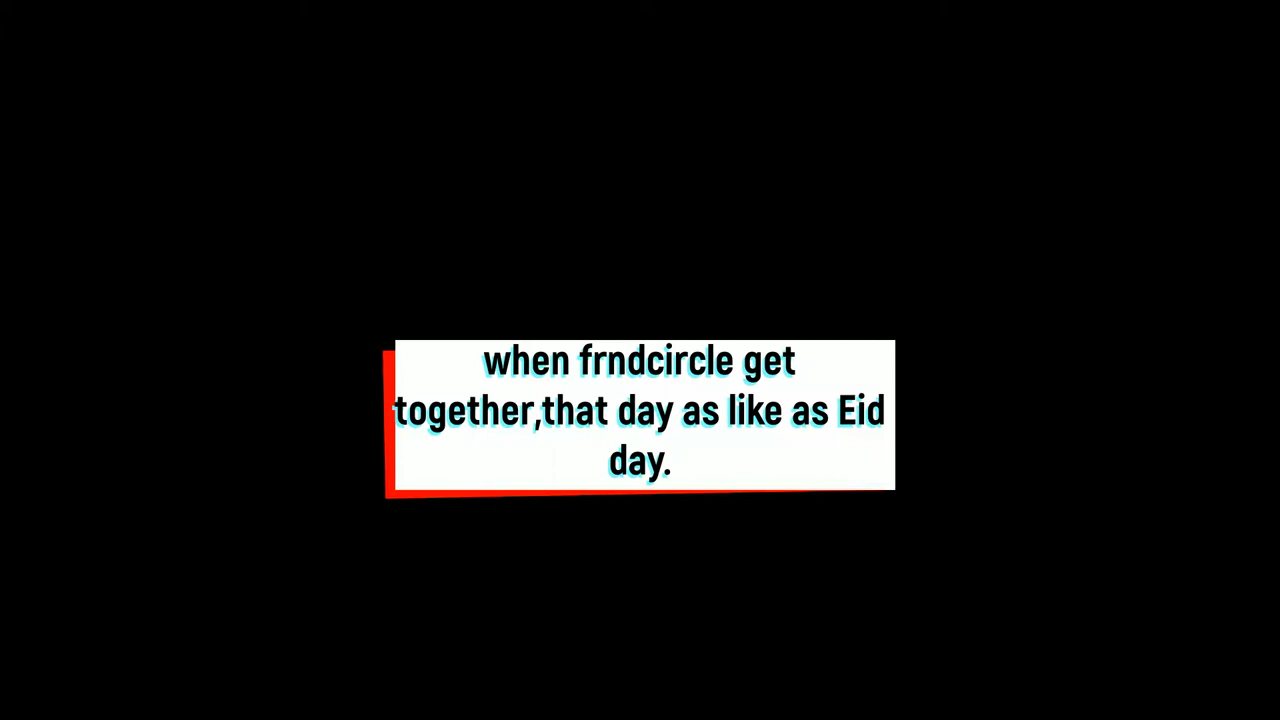 when frndcircle get
together,that day as like as Eid
day.